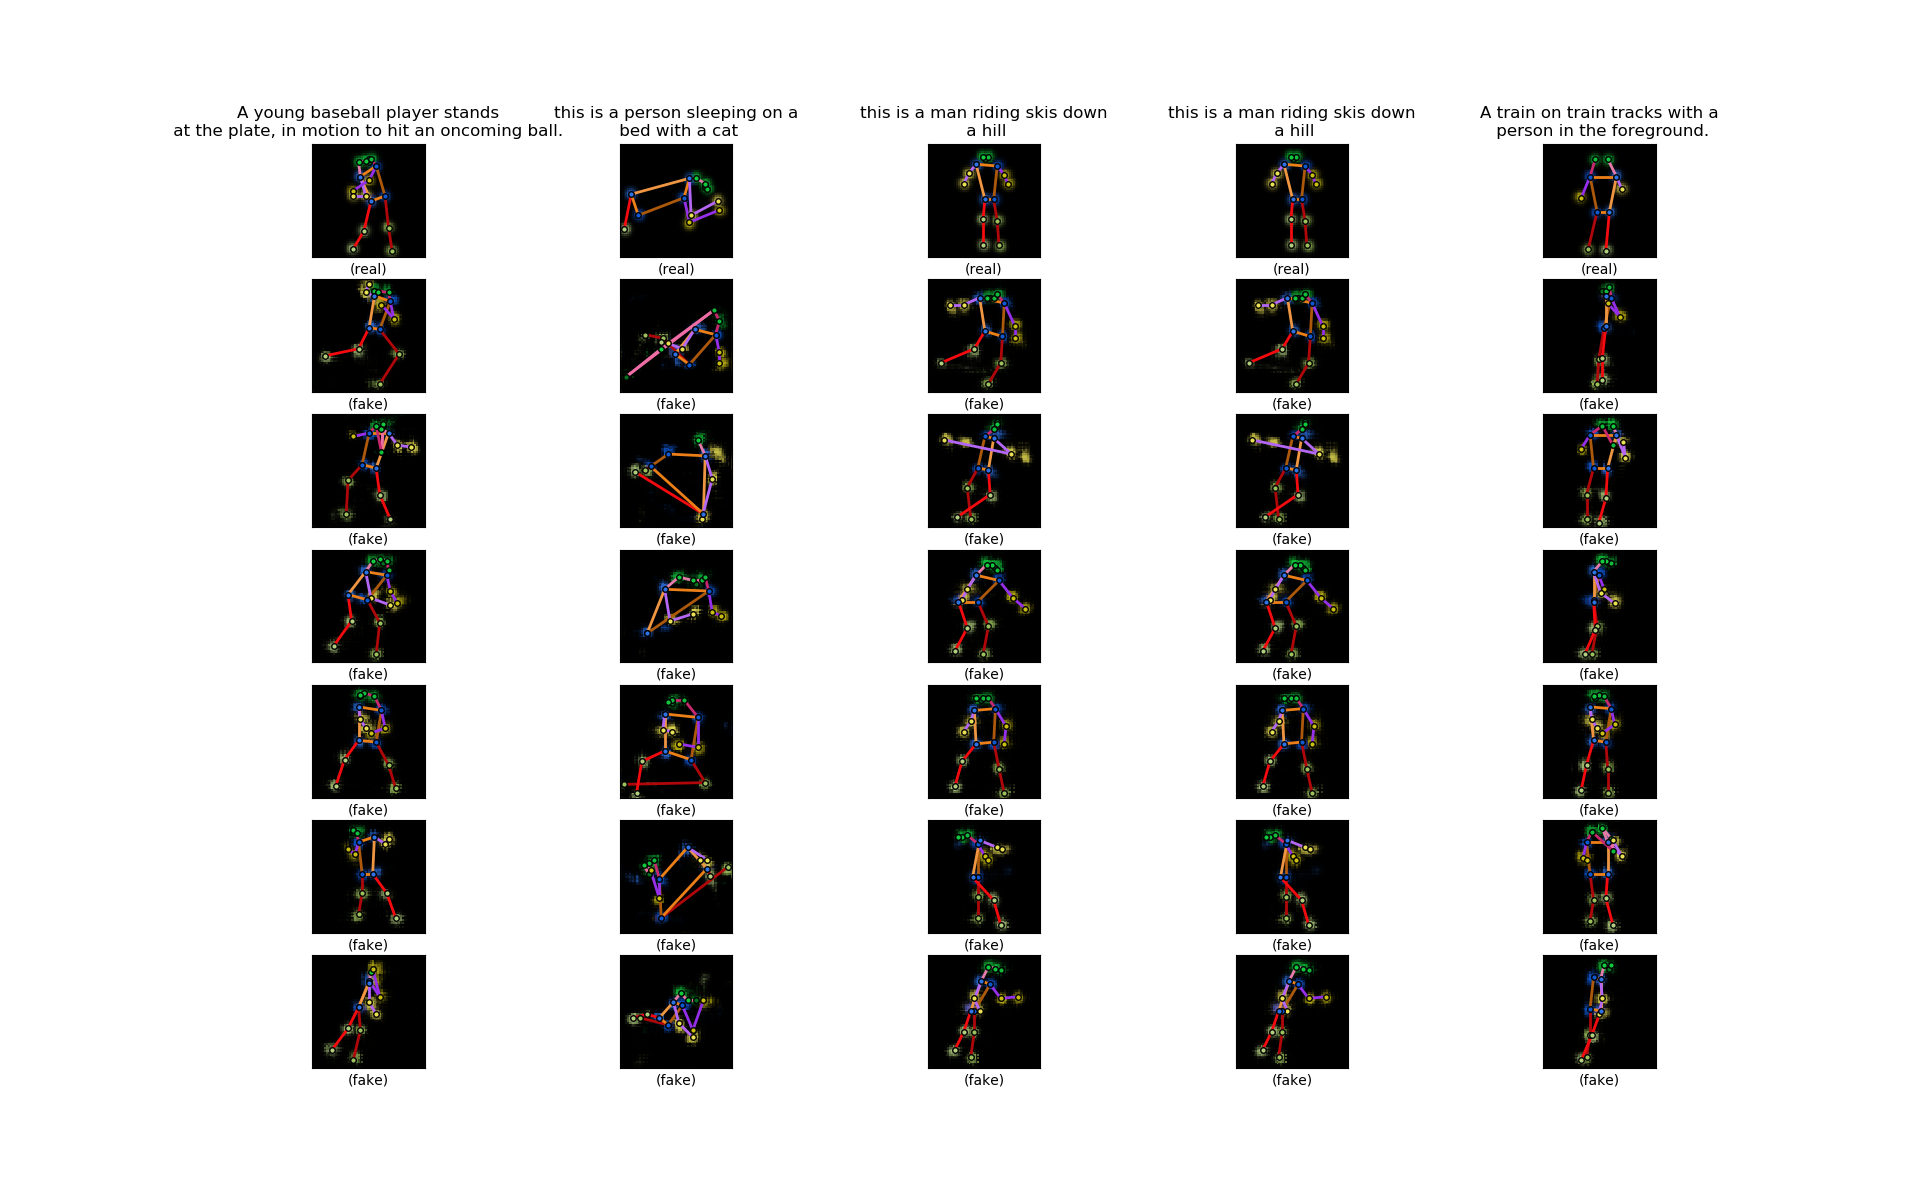 A young baseball player stands
at the plate, in motion to hit an oncoming ball.
this is a person sleeping on a
bed with a cat
this is a man riding skis down
a hill
this is a man riding skis down
a hill
A train on train tracks with a
person in the foreground.
(real) (real) (real) (real) (real)
(fake) (fake) (fake) (fake) (fake)
(fake) (fake) (fake) (fake) (fake)
(fake) (fake) (fake) (fake) (fake)
(fake) (fake) (fake) (fake) (fake)
(fake) (fake) (fake) (fake) (fake)
(fake) (fake) (fake) (fake) (fake)